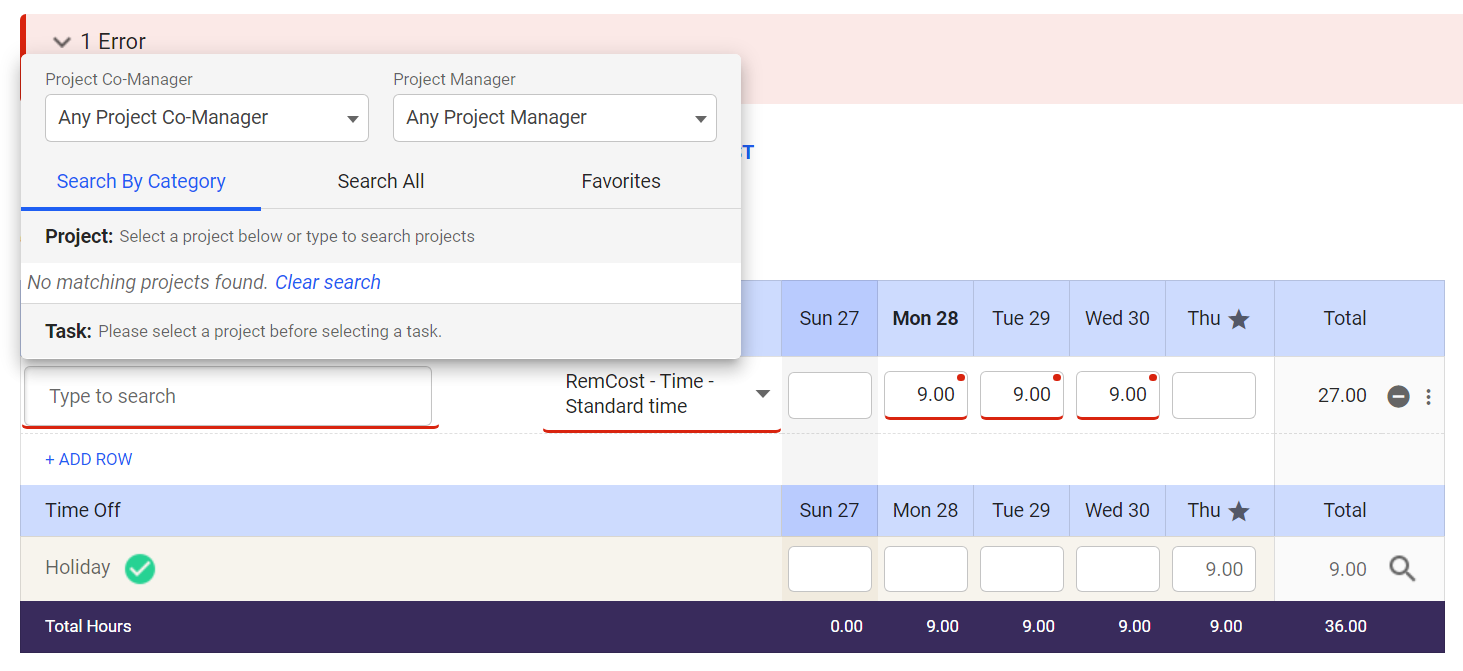 1 Error
Project Co-Manager Project Manager
Any Project Co-Manager Any Project Manager
Search By Category Search All Favorites
Project: Select a project below or type to search projects
No matching projects found. Clear search
Task: Please select a project before selecting a task.
Sun 27 Mon 28 Tue 29 Wed 30 Thu Total
Type to search
RemCost - Time -
Standard time
9.00 9.00 9.00 27.00
+ ADD ROW
Time Off Sun 27 Mon 28 Tue 29 Wed 30 Thu Total
Holiday 9.00 9.00
Total Hours 0.00 9.00 9.00 9.00 9.00 36.00